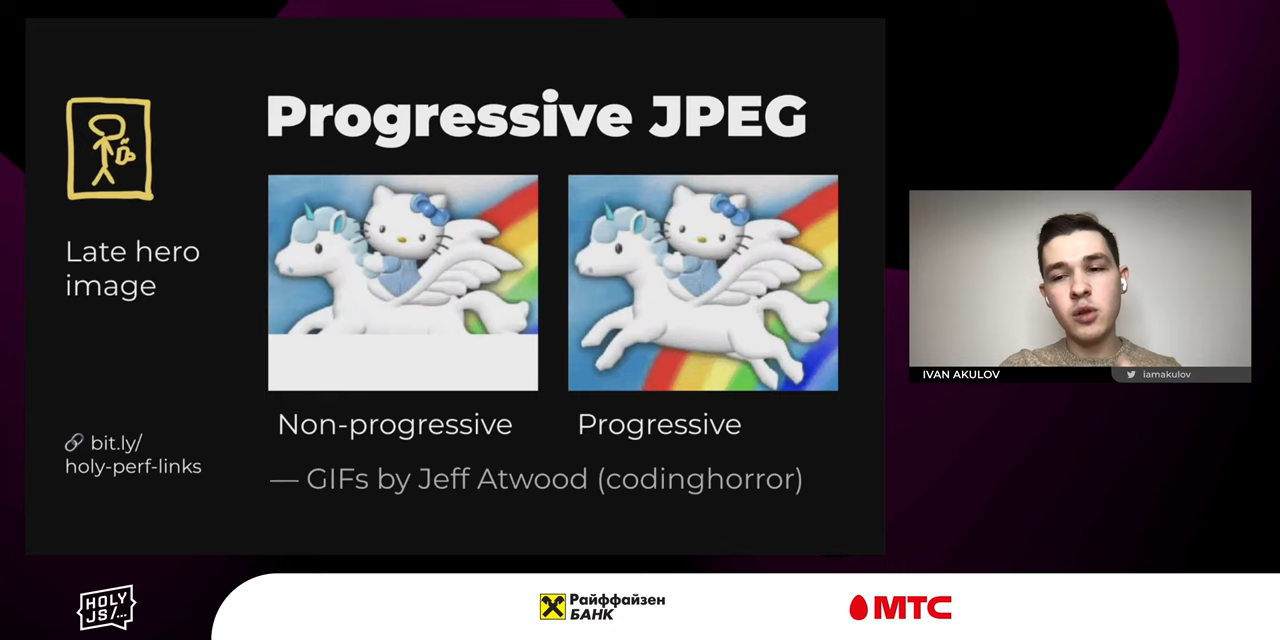 Progressive JPEG
Late hero
image
Non-progressive
Progressive
— GIFs by Jeff Atwood (codinghorror)
bit.ly/
holy-perf-links
IVAN AKULOV
iamakulov
HOLY
JS/...
Райффайзен
БАНК
МТС